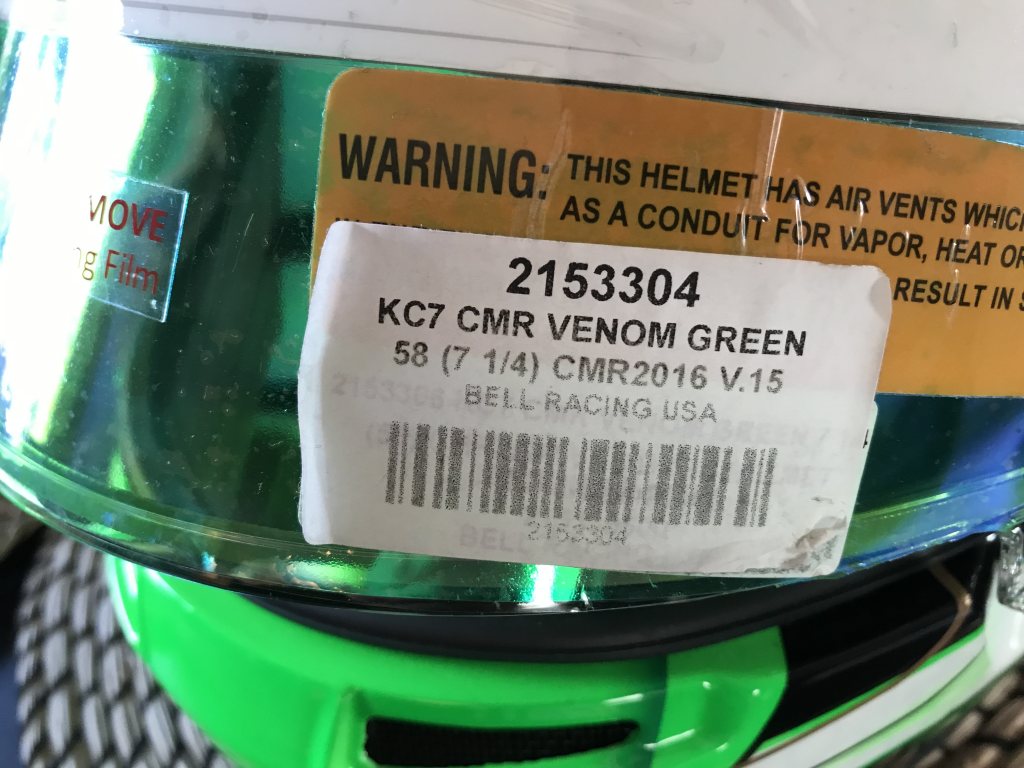 MOVE
ng Film
WARNING:
THIS HELMET HAS AIR VENTS WHICH
AS A CONDUIT FOR VAPOR, HEAT OR
RESULT IN S
2153304
KC7 CMR VENOM GREEN
58 (7 1/4) CMR2016 V.15
BELL RACING USA
2153304